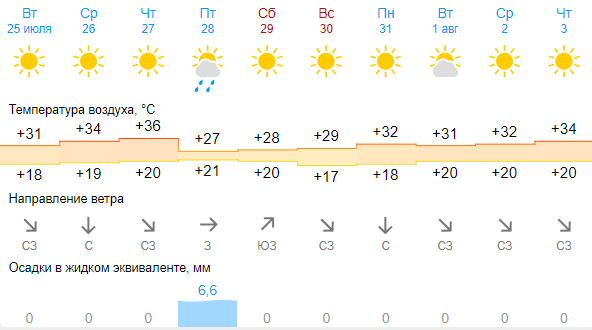 Вт Ср Чт Пт Сб Вс Пн Вт Ср Чт
25 июля 26 27 28 29 30 31 1 авг 2 3
Температура воздуха, °C
+31 +34 +36 +27 +28 +29 +32 +31 +32 +34
+18 +19 +20 +21 +20 +17 +18 +20 +20 +20
Направление ветра
СЗ С СЗ З ЮЗ СЗ С СЗ СЗ СЗ
Осадки в жидком эквиваленте, мм
6,6
0 0 0 0 0 0 0 0 0